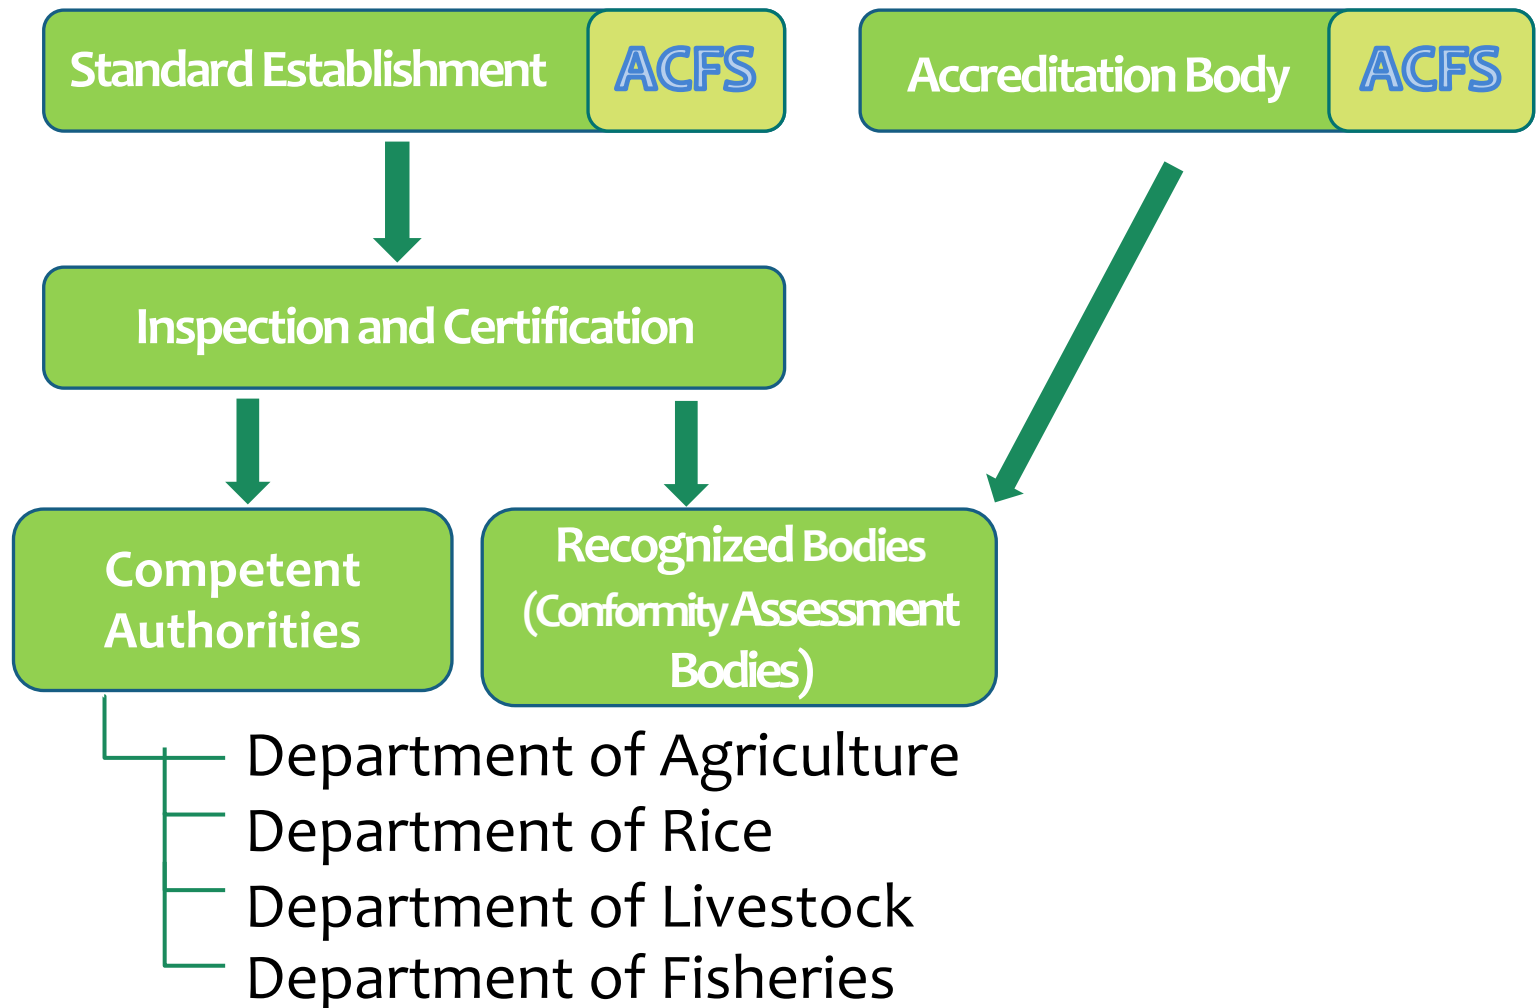 Standard Establishment
ACFS
Accreditation Body
ACFS
Inspection and Certification
Competent
Authorities
Recognized Bodies
(Conformity Assessment
Bodies)
Department of Agriculture
Department of Rice
Department of Livestock
Department of Fisheries